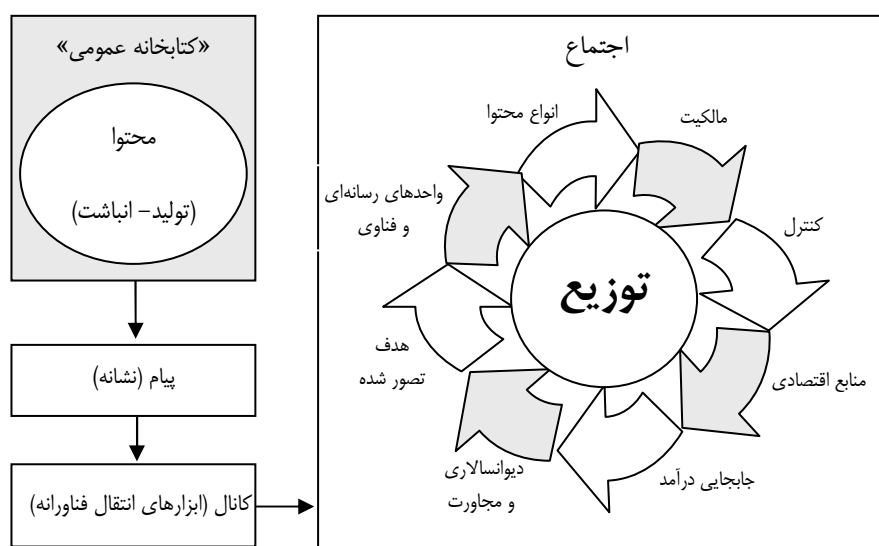 «کتابخانه عمومی»
محتوا
(تولید– انباشت)
پیام (نشانه)
کانال (ابزارهای انتقال فناورانه)
اجتماع
انواع محتوا
مالکیت
کنترل
منابع اقتصادی
جابجایی درآمد
دیوانسالاری
و مجاورت
هدف
تصور شده
واحدهای رسانه‌ای
و فناوی
توزیع